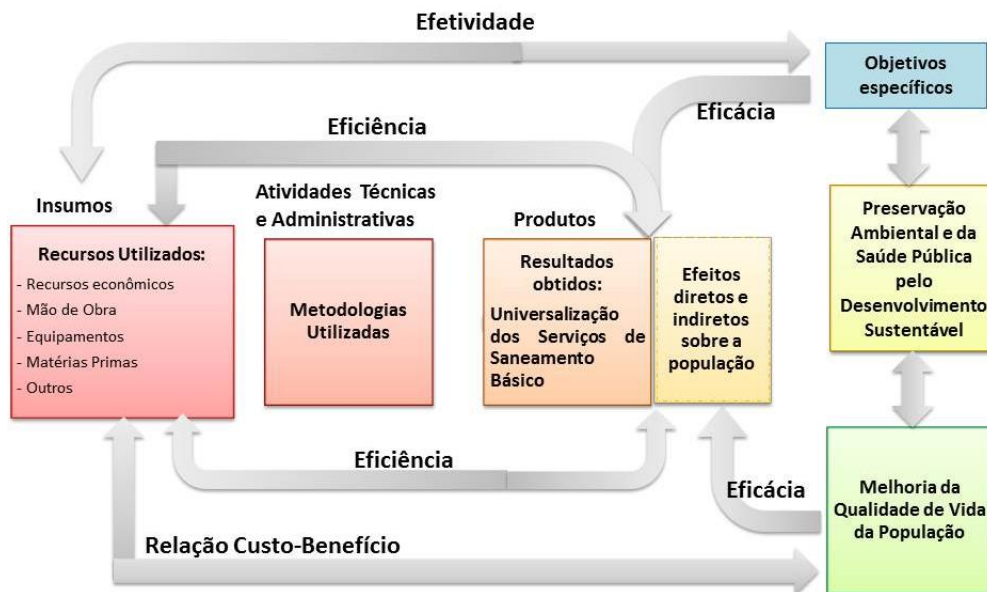 Efetividade
Objetivos
específicos
Eficácia
Eficiência
Insumos
Atividades Técnicas
e Administrativas
Produtos
Recursos Utilizados:
- Recursos econômicos
- Mão de Obra
- Equipamentos
- Matérias Primas
- Outros
Metodologias
Utilizadas
Resultados
obtidos:
Universalização
dos Serviços de
Saneamento
Básico
Efeitos
diretos e
indiretos
sobre a
população
Preservação
Ambiental e da
Saúde Pública
pelo
Desenvolvimento
Sustentável
Eficiência
Eficácia
Melhoria da
Qualidade de Vida
da População
Relação Custo-Benefício